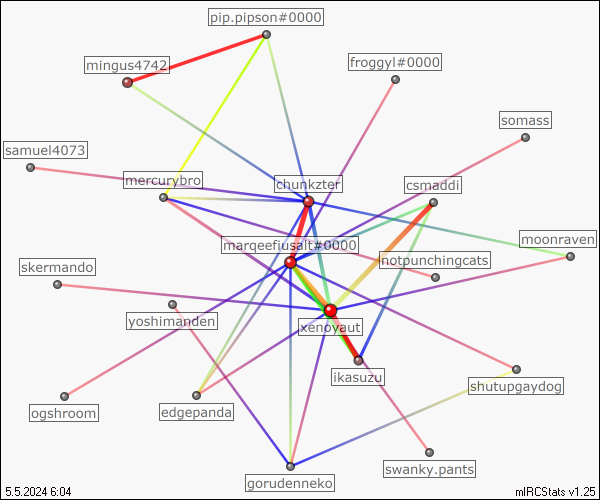 pip.pipson#0000
mingus4742
froggyl#0000
somass
samuel4073
mercurybro
chunkzter
csmaddi
marqeefiusalt#0000
moonraven
notpunchingcats
skermando
yoshimanden
xenoyaut
ikasuzu
shutupgaydog
ogshroom
edgepanda
swanky.pants
gorudenneko
5.5.2024 6:04
mIRCStats v1.25